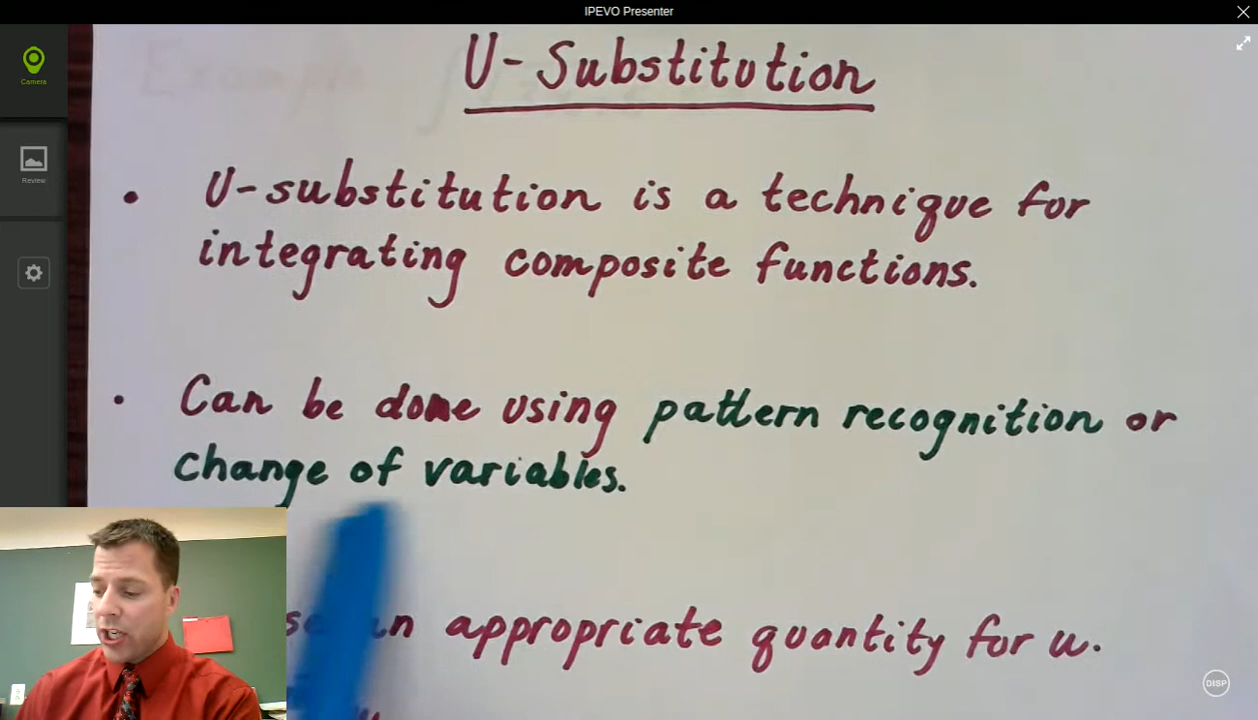 IPEVO Presenter
Camera
Review
U-Substitution
• U-substitution is a technique for
integrating composite functions.
• Can be done using pattern recognition or
change of variables.
appropriate quantity for u.
DISP